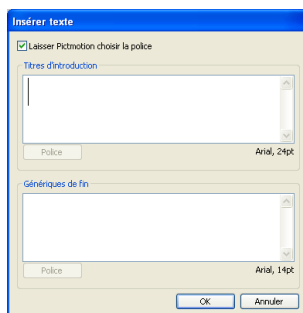 Insérer texte
Laisser Pictmotion choisir la police
Titres d'introduction
Police
Arial, 24pt
Génériques de fin
Police
Arial, 14pt
OK
Annuler